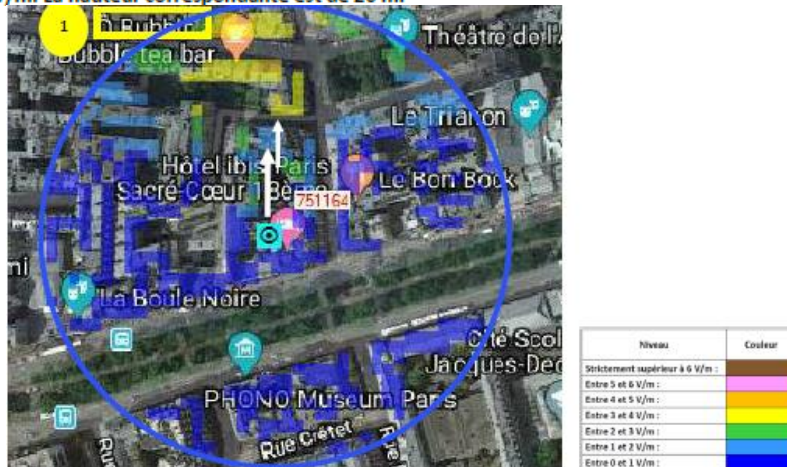 1
Bubble
Bubble tea bar
Théâtre de l'A
Le Trianon
Hôtel ibis Paris
Sacré-Cœur 18ème
Le Bon Bock
751164
La Boule Noire
Cité Scol
Jacques-Dec
PHONO Museum Paris
Rue Crétet
Niveau Couleur
Strictement supérieur à 6 V/m :
Entre 5 et 6 V/m :
Entre 4 et 5 V/m :
Entre 3 et 4 V/m :
Entre 2 et 3 V/m :
Entre 1 et 2 V/m :
Entre 0 et 1 V/m :